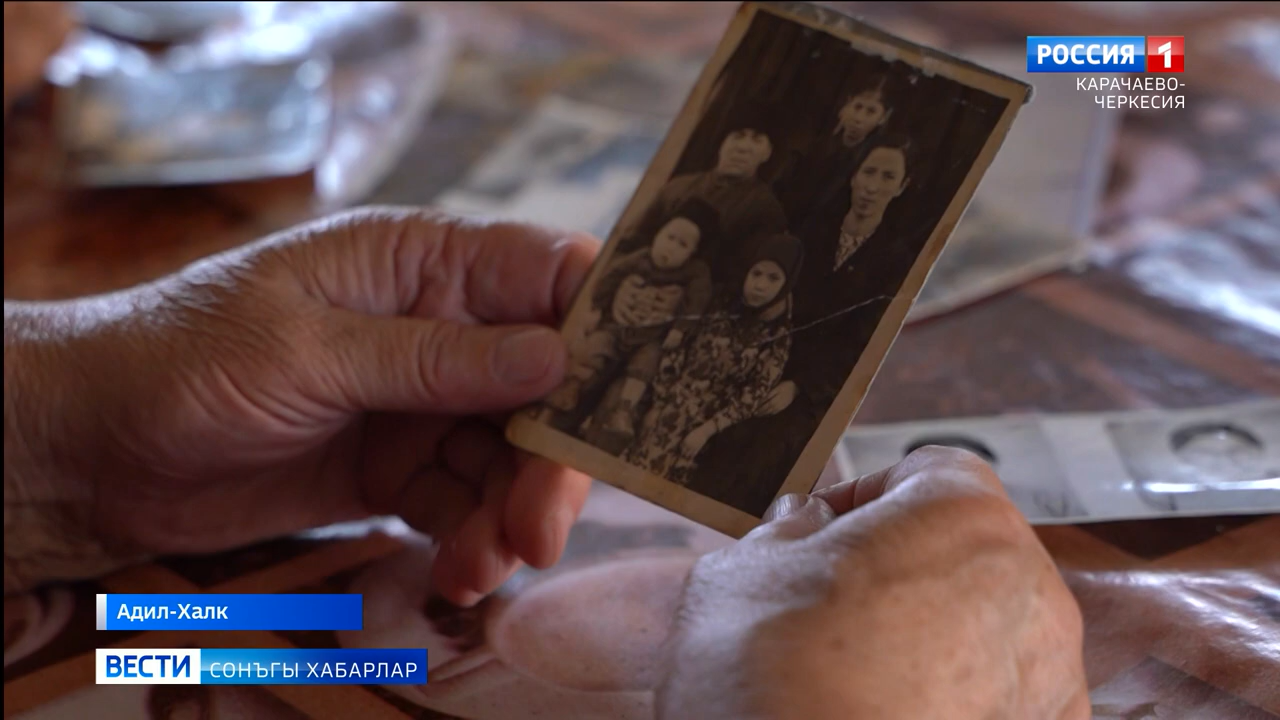 РОССИЯ 1
КАРАЧАЕВО-
ЧЕРКЕСИЯ
Адил-Халк
ВЕСТИ СОНЪГЫ ХАБАРЛАР